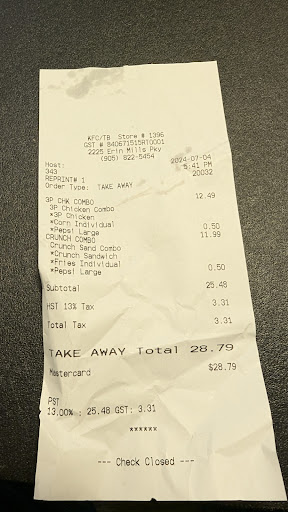 KFC/TB Store # 1396
GST # 840671515RT0001
2225 Erin Mills Pky
(905) 822-5454
Host: 2024-07-04
343 5:41 PM
REPRINT# 1 20032
Order Type: TAKE AWAY
3P CHK COMBO 12.49
3P Chicken Combo
*3P Chicken
*Corn Individual
*Pepsi Large 0.50
CRUNCH COMBO 11.99
Crunch Sand Combo
*Crunch Sandwich
*Fries Individual
*Pepsi Large 0.50
Subtotal 25.48
HST 13% Tax 3.31
Total Tax 3.31
TAKE AWAY Total 28.79
Mastercard $28.79
PST
13.00% : 25.48 GST: 3.31
******
--- Check Closed ---